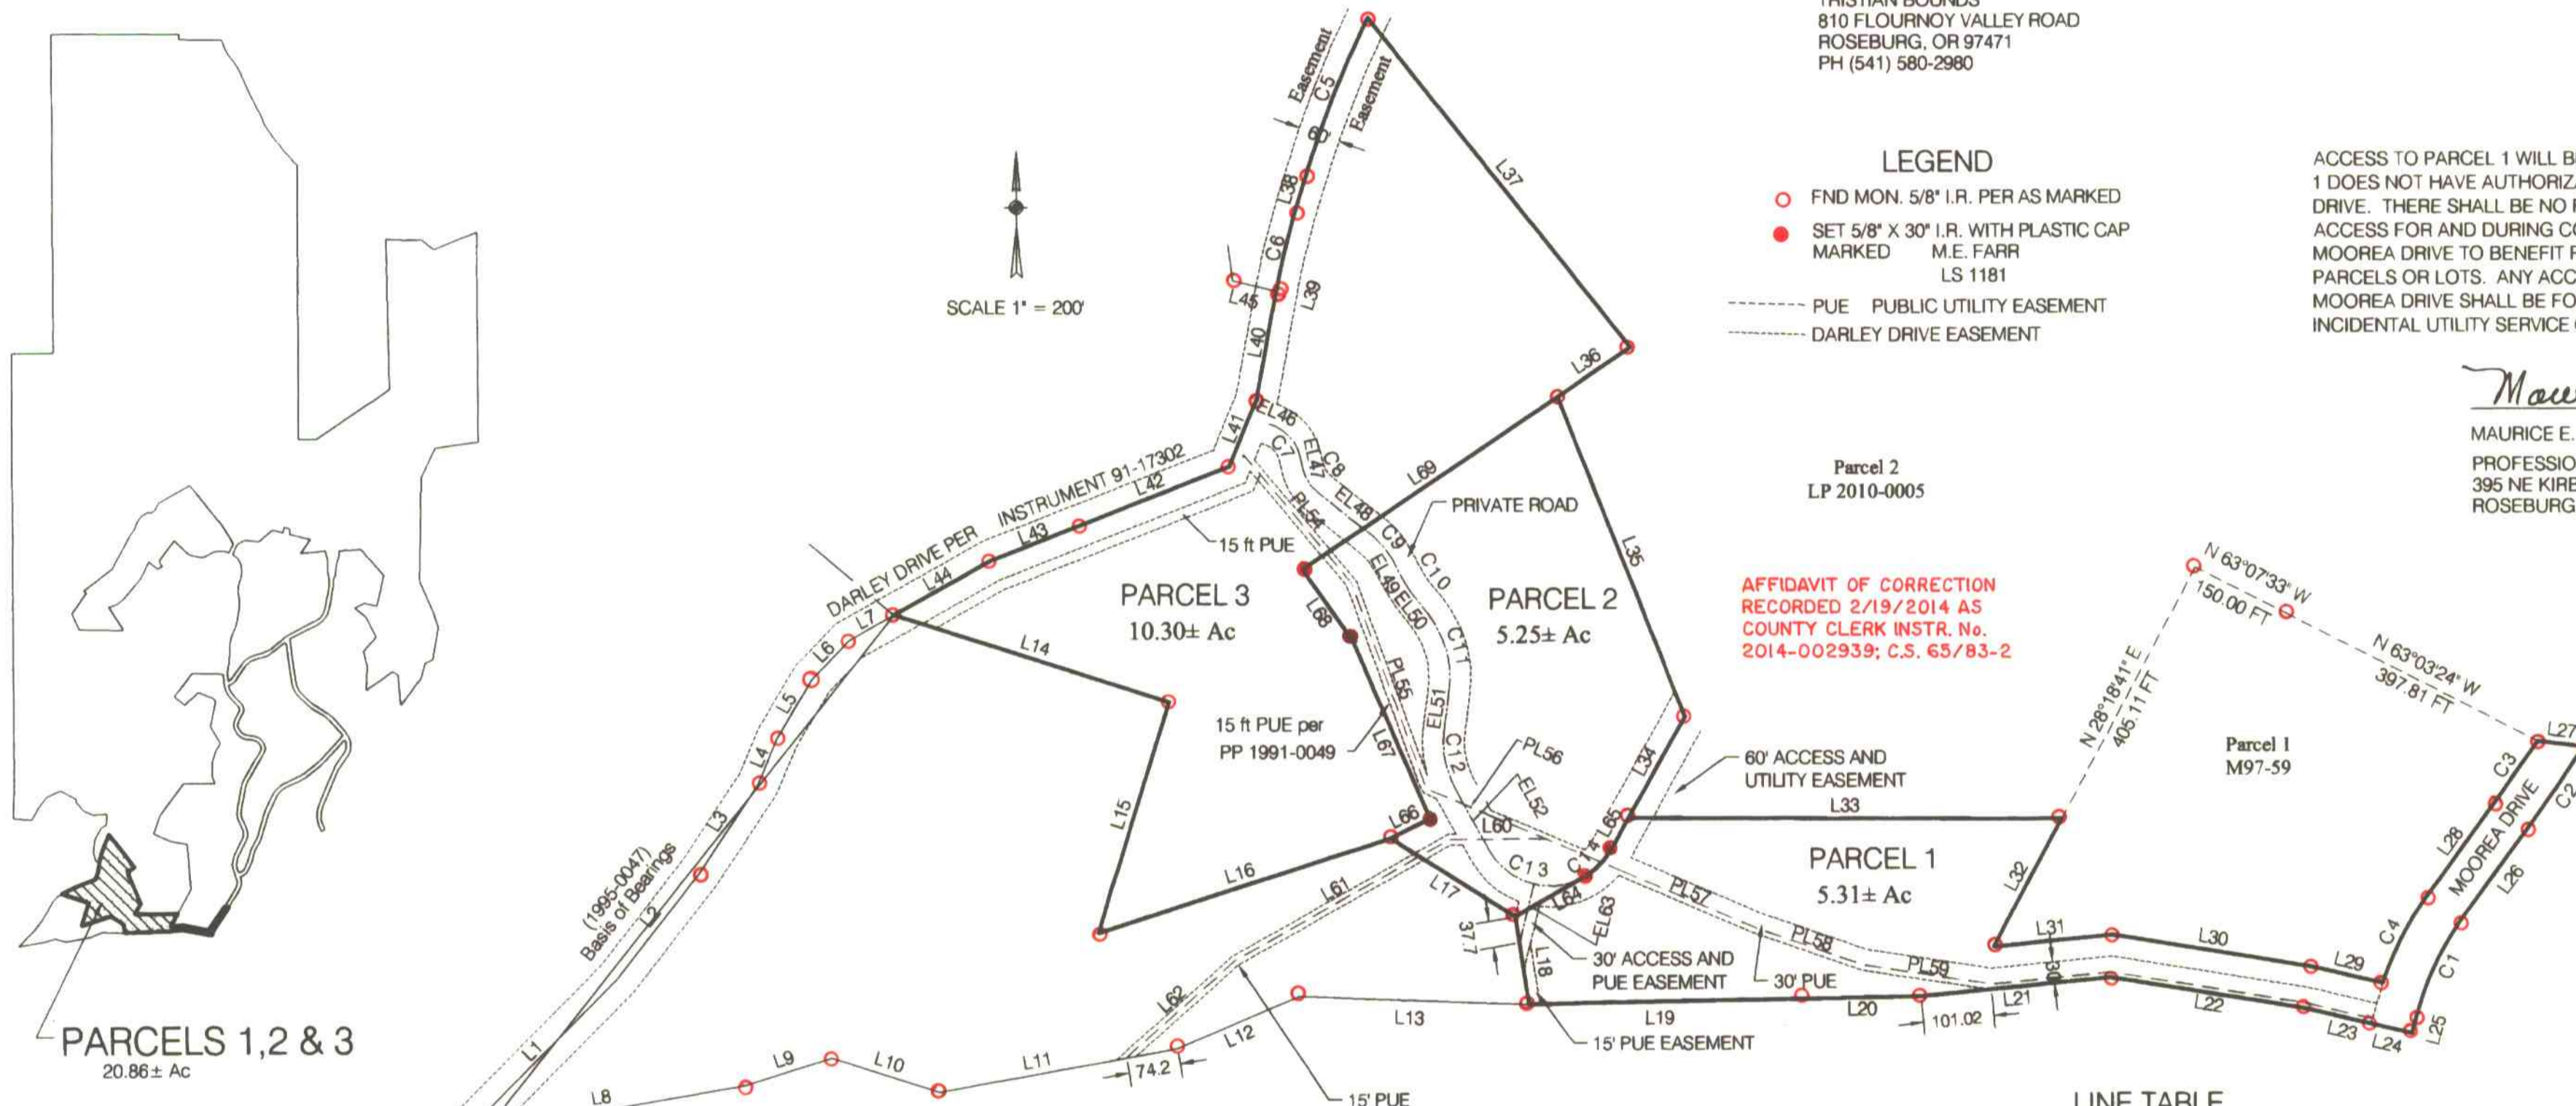 TRISTIAN BOUNDS
810 FLOURNOY VALLEY ROAD
ROSEBURG, OR 97471
PH (541) 580-2980
LEGEND
FND MON. 5/8" I.R. PER AS MARKED
SET 5/8" X 30" I.R. WITH PLASTIC CAP
MARKED M.E. FARR
LS 1181
PUE PUBLIC UTILITY EASEMENT
DARLEY DRIVE EASEMENT
ACCESS TO PARCEL 1 WILL
1 DOES NOT HAVE
DRIVE. THERE SHALL BE NO
ACCESS FOR AND DURING
MOOREA DRIVE TO BENEFIT
PARCELS OR LOTS. ANY
MOOREA DRIVE SHALL BE
INCIDENTAL UTILITY SERVICE
MAURICE E.
395 NE
ROSEBURG
SCALE 1" = 200'
Easement
C5
60'
Easement
L38
C6
L45
L39
L40
L37
L36
L41
EL46
C7
EL47
C8
L69
EL48
PRIVATE ROAD
C9
C10
PL54
DARLEY DRIVE PER INSTRUMENT 91-17302
L42
L43
L44
15 ft PUE
L7
L6
L5
L4
L3
L2
L1
(1995-0047)
Basis of Bearings
PARCEL 3
10.30± Ac
L14
L15
L16
L68
EL49
EL50
C11
PL55
EL51
C12
L67
15 ft PUE per
PP 1991-0049
PARCEL 2
5.25± Ac
L35
Parcel 2
LP 2010-0005
AFFIDAVIT OF CORRECTION
RECORDED 2/19/2014 AS
COUNTY CLERK INSTR. No.
2014-002939; C.S. 65/83-2
N 63°07'33" W
150.00 FT
N 63°03'24" W
397.81 FT
N 28°18'41" E
405.11 FT
Parcel 1
M97-59
L27
C3
C2
MOOREA DRIVE
L28
L26
C4
C1
L34
60' ACCESS AND
UTILITY EASEMENT
PL56
EL52
L60
L65
L66
L33
L32
PARCEL 1
5.31± Ac
C13
C14
L61
L17
L64
EL63
37.7
L18
PL57
PL58
PL59
30' ACCESS AND
PUE EASEMENT
30' PUE
L31
30'
L30
L29
L62
L13
L19
L20
L21
101.02
L22
L23
L24
L25
15' PUE EASEMENT
L12
L11
74.2
L10
L9
L8
15' PUE
PARCELS 1,2 & 3
20.86± Ac
LINE TABLE